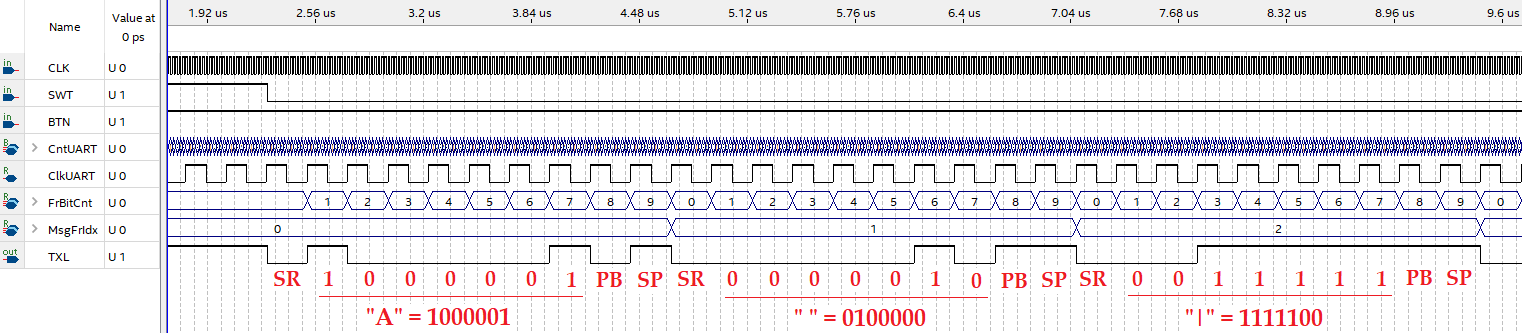 Name Value at 0 ps
1.92 us 2.56 us 3.2 us 3.84 us 4.48 us 5.12 us 5.76 us 6.4 us 7.04 us 7.68 us 8.32 us 8.96 us 9.6 us
in CLK U 0
in SWT U 1
in BTN U 1
B > CntUART U 0
R ClkUART U 0
R > FrBitCnt U 0 1 2 3 4 5 6 7 8 9 0 1 2 3 4 5 6 7 8 9 0 1 2 3 4 5 6 7 8 9 0
R > MsgFrIdx U 0 0 1 2
out TXL U 1
SR 1 0 0 0 0 0 1 PB SP SR 0 0 0 0 0 1 0 PB SP SR 0 0 1 1 1 1 1 PB SP
"A" = 1000001 " " = 0100000 "|" = 1111100